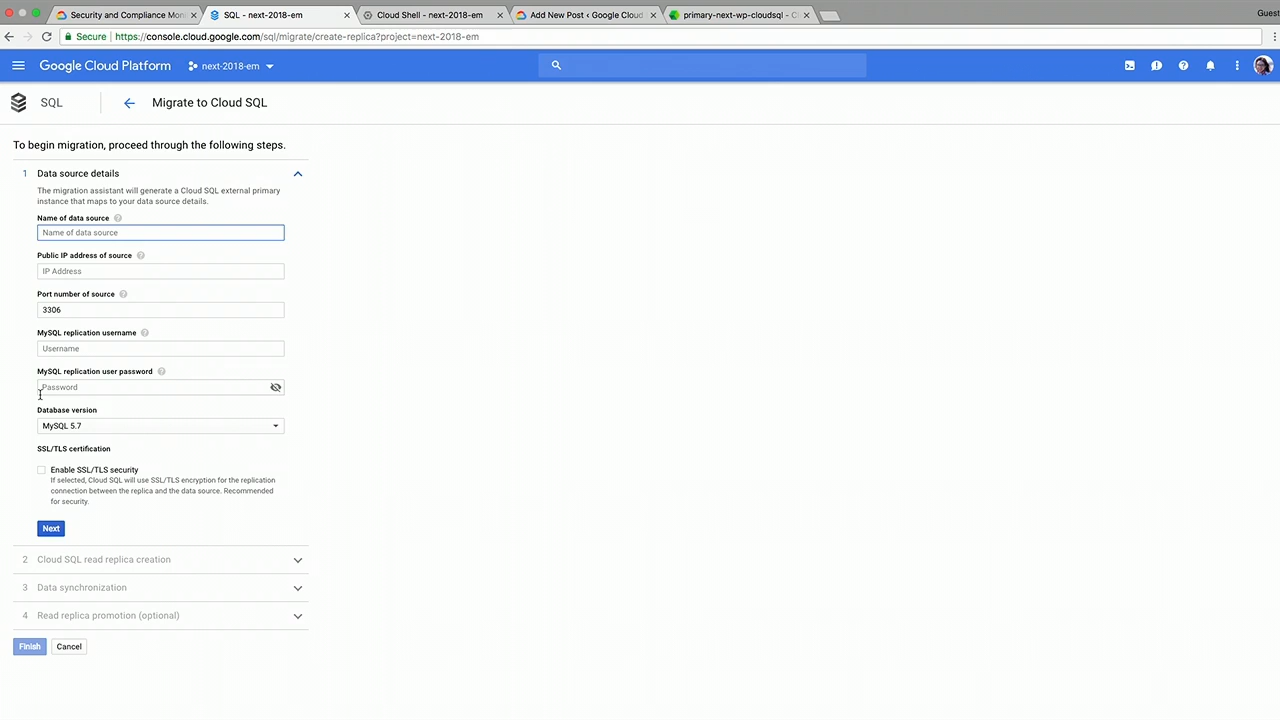 Security and Compliance Mon
SQL - next-2018-em
Cloud Shell - next-2018-em
Add New Post ‹ Google Cloud
primary-next-wp-cloudsql - C
Guest
Secure
https://console.cloud.google.com/sql/migrate/create-replica?project=next-2018-em
Google Cloud Platform
next-2018-em
SQL
Migrate to Cloud SQL
To begin migration, proceed through the following steps.
1 Data source details
The migration assistant will generate a Cloud SQL external primary
instance that maps to your data source details.
Name of data source
Name of data source
Public IP address of source
IP Address
Port number of source
3306
MySQL replication username
Username
MySQL replication user password
Password
Database version
MySQL 5.7
SSL/TLS certification
Enable SSL/TLS security
If selected, Cloud SQL will use SSL/TLS encryption for the replication
connection between the replica and the data source. Recommended
for security.
Next
2 Cloud SQL read replica creation
3 Data synchronization
4 Read replica promotion (optional)
Finish
Cancel